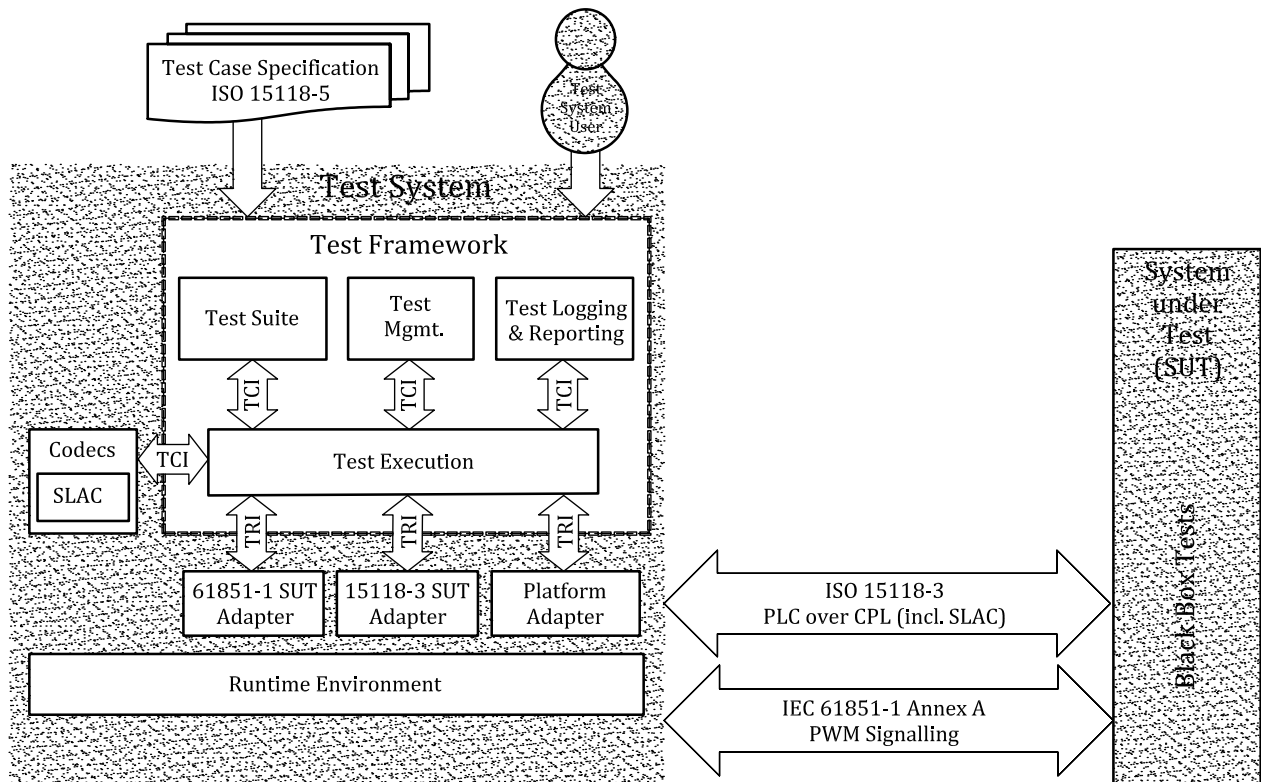 Test Case Specification
ISO 15118-5
Test
System
User
Test System
Test Framework
Test Suite
Test
Mgmt.
Test Logging
& Reporting
TCI
TCI
TCI
Codecs
SLAC
TCI
Test Execution
TRI
TRI
TRI
61851-1 SUT
Adapter
15118-3 SUT
Adapter
Platform
Adapter
Runtime Environment
ISO 15118-3
PLC over CPL (incl. SLAC)
IEC 61851-1 Annex A
PWM Signalling
System
under
Test
(SUT)
Black Box Tests